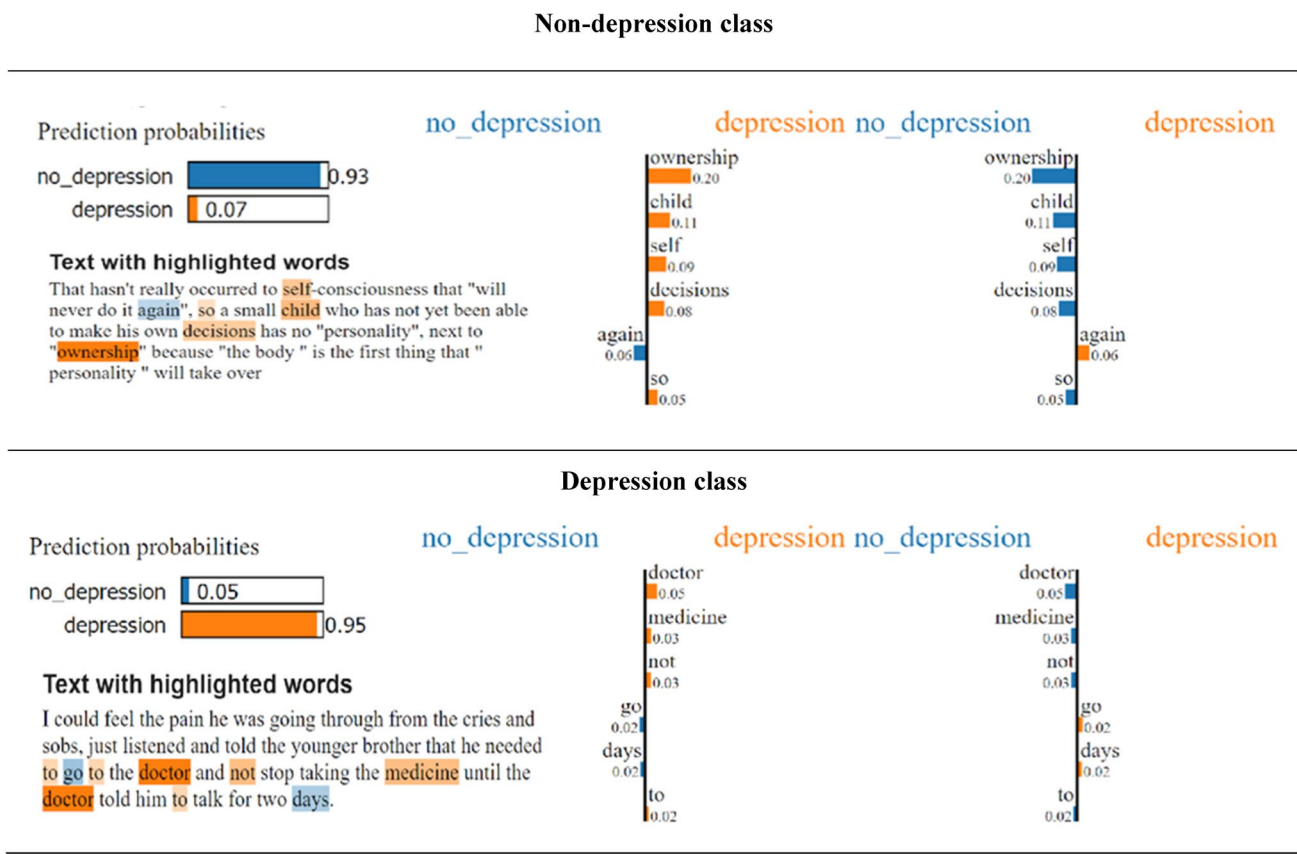 Non-depression class
Prediction probabilities
no_depression 0.93
depression 0.07
Text with highlighted words
That hasn't really occurred to self-consciousness that "will
never do it again", so a small child who has not yet been able
to make his own decisions has no "personality", next to
"ownership" because "the body " is the first thing that "
personality " will take over
no_depression depression
ownership
0.20
child
0.11
self
0.09
decisions
0.08
again
0.06
so
0.05
no_depression depression
ownership
0.20
child
0.11
self
0.09
decisions
0.08
again
0.06
so
0.05
Depression class
Prediction probabilities
no_depression 0.05
depression 0.95
Text with highlighted words
I could feel the pain he was going through from the cries and
sobs, just listened and told the younger brother that he needed
to go to the doctor and not stop taking the medicine until the
doctor told him to talk for two days.
no_depression depression
doctor
0.05
medicine
0.03
not
0.03
go
0.02
days
0.02
to
0.02
no_depression depression
doctor
0.05
medicine
0.03
not
0.03
go
0.02
days
0.02
to
0.02